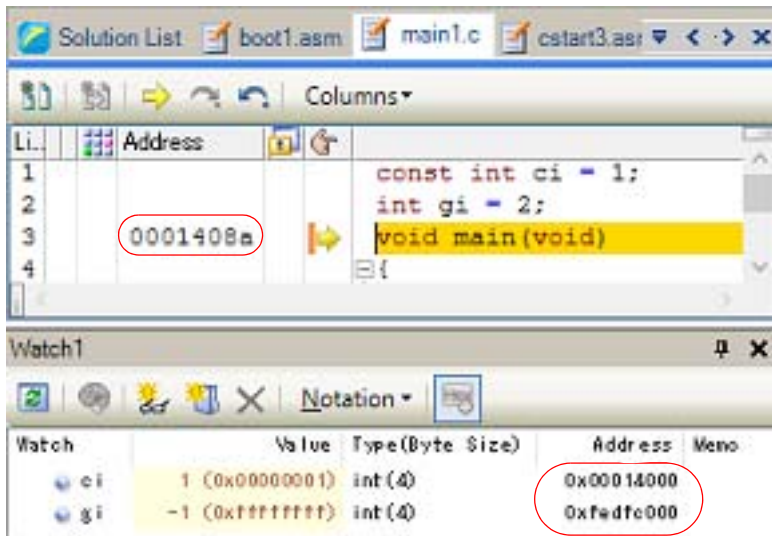 Solution List boot1.asm main1.c cstart3.asm
Columns
Li.. Address
1 const int ci = 1;
2 int gi = 2;
3 0001408a void main(void)
4 {
Watch1
Notation
Watch Value Type(Byte Size) Address Memo
ci 1 (0x00000001) int(4) 0x00014000
gi -1 (0xffffffff) int(4) 0xfedfc000